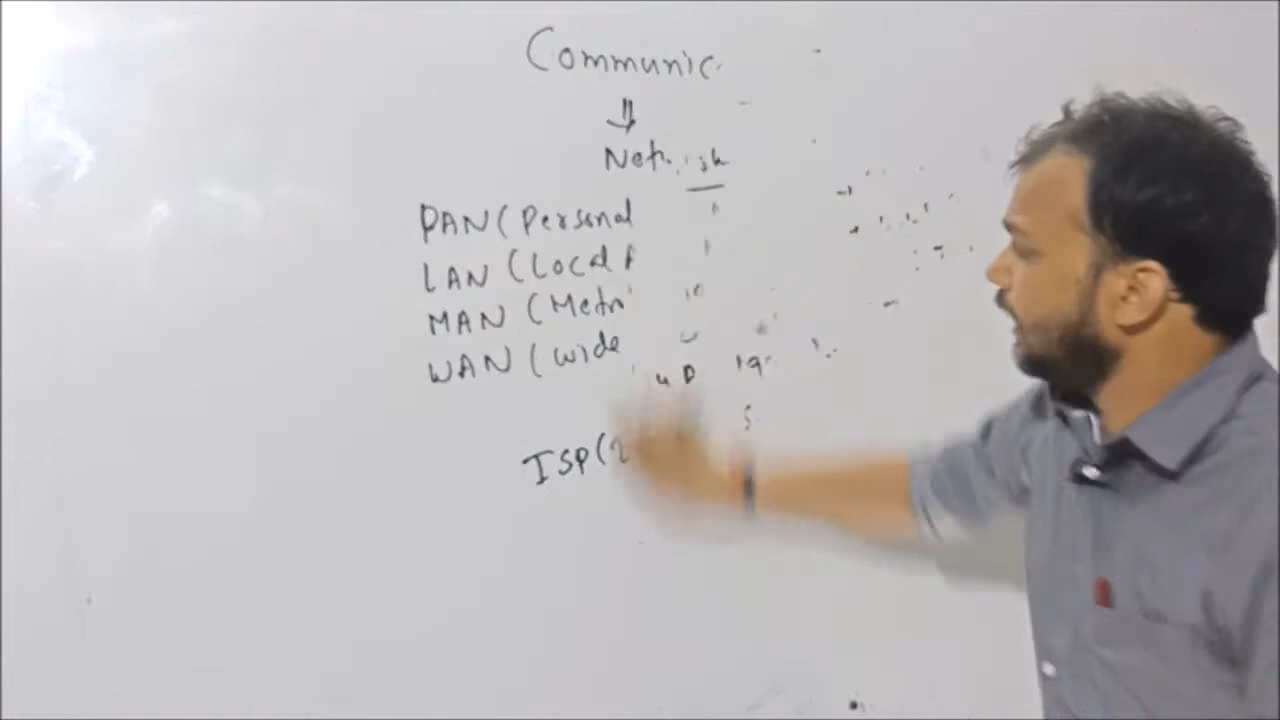 Communic
Net
PAN (Personal
LAN (Local A
MAN (Metr
WAN (Wide
ISP (